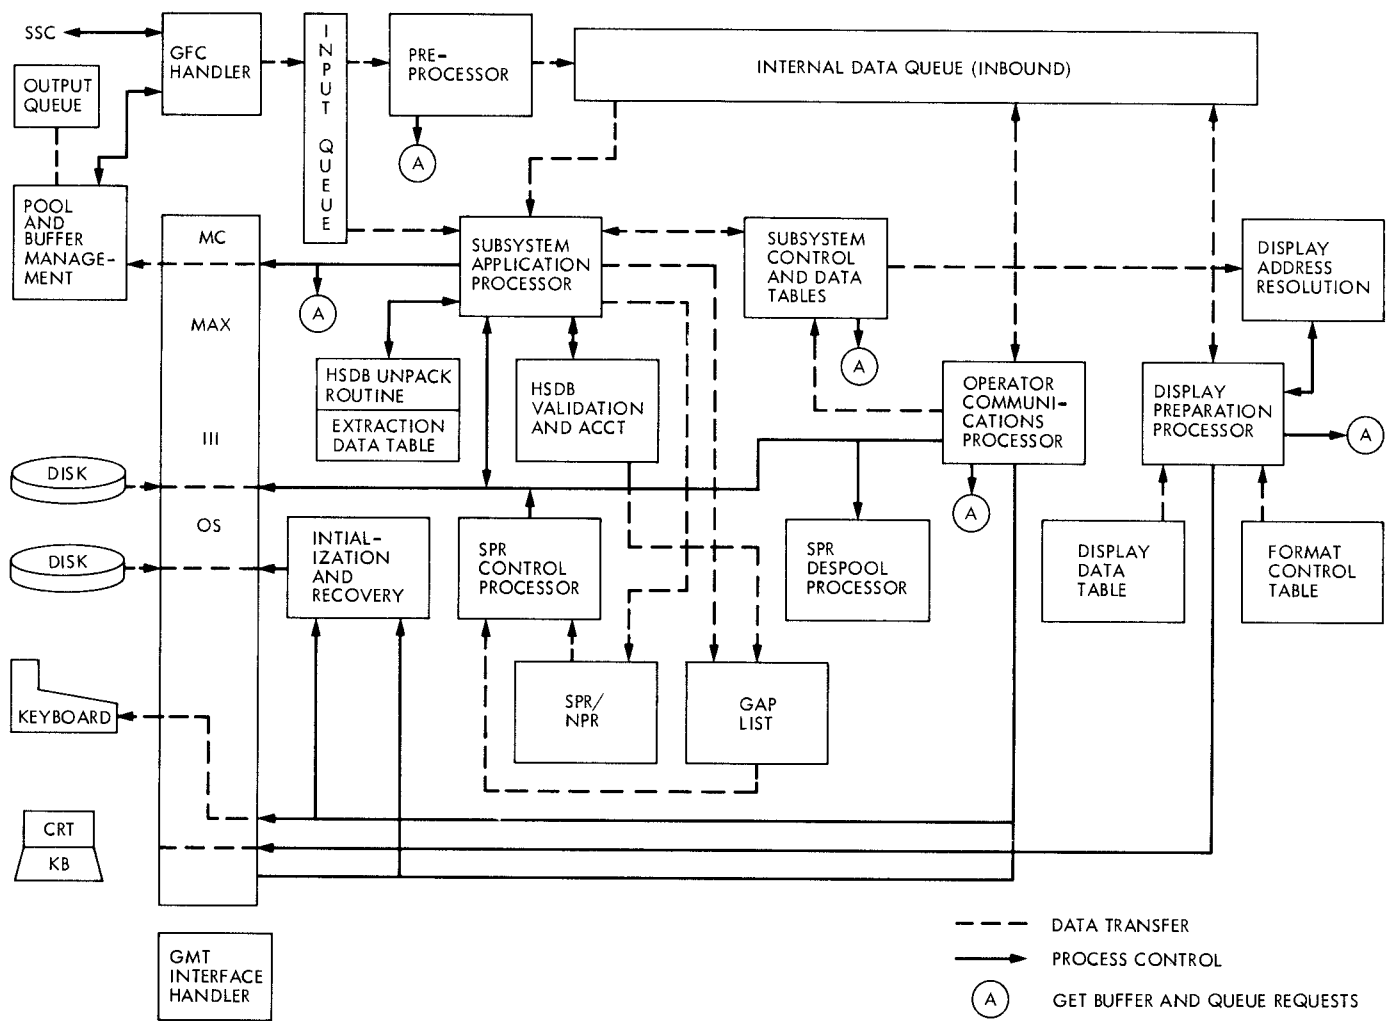 SSC
GFC
HANDLER
INPUT QUEUE
PRE-
PROCESSOR
INTERNAL DATA QUEUE (INBOUND)
OUTPUT
QUEUE
A
POOL
AND
BUFFER
MANAGE-
MENT
MC
MAX
III
OS
SUBSYSTEM
APPLICATION
PROCESSOR
SUBSYSTEM
CONTROL
AND DATA
TABLES
DISPLAY
ADDRESS
RESOLUTION
A
A
HSDB UNPACK
ROUTINE
EXTRACTION
DATA TABLE
HSDB
VALIDATION
AND ACCT
OPERATOR
COMMUNI-
CATIONS
PROCESSOR
DISPLAY
PREPARATION
PROCESSOR
A
DISK
A
DISK
INTIAL-
IZATION
AND
RECOVERY
SPR
CONTROL
PROCESSOR
SPR
DESPOOL
PROCESSOR
DISPLAY
DATA
TABLE
FORMAT
CONTROL
TABLE
KEYBOARD
SPR/
NPR
GAP
LIST
CRT
KB
GMT
INTERFACE
HANDLER
DATA TRANSFER
PROCESS CONTROL
A GET BUFFER AND QUEUE REQUESTS